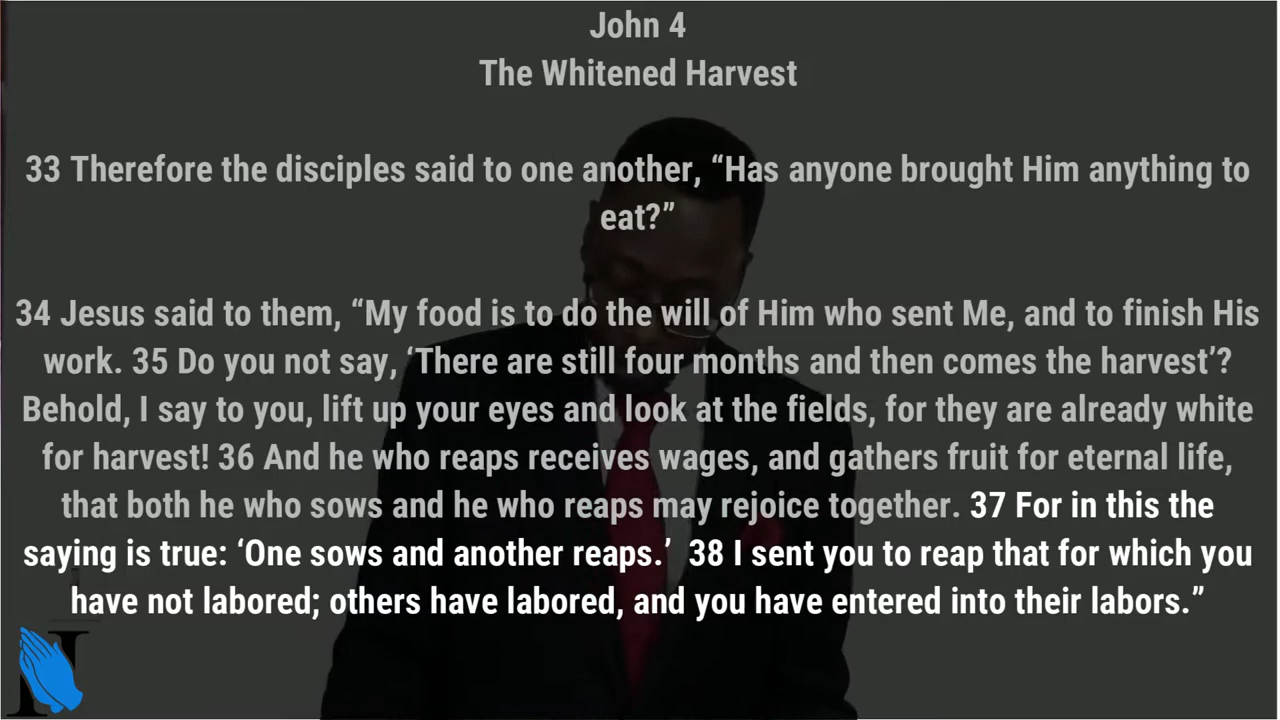 John 4
The Whitened Harvest
33 Therefore the disciples said to one another, “Has anyone brought Him anything to
eat?”
34 Jesus said to them, “My food is to do the will of Him who sent Me, and to finish His
work. 35 Do you not say, ‘There are still four months and then comes the harvest’?
Behold, I say to you, lift up your eyes and look at the fields, for they are already white
for harvest! 36 And he who reaps receives wages, and gathers fruit for eternal life,
that both he who sows and he who reaps may rejoice together. 37 For in this the
saying is true: ‘One sows and another reaps.’ 38 I sent you to reap that for which you
have not labored; others have labored, and you have entered into their labors.”